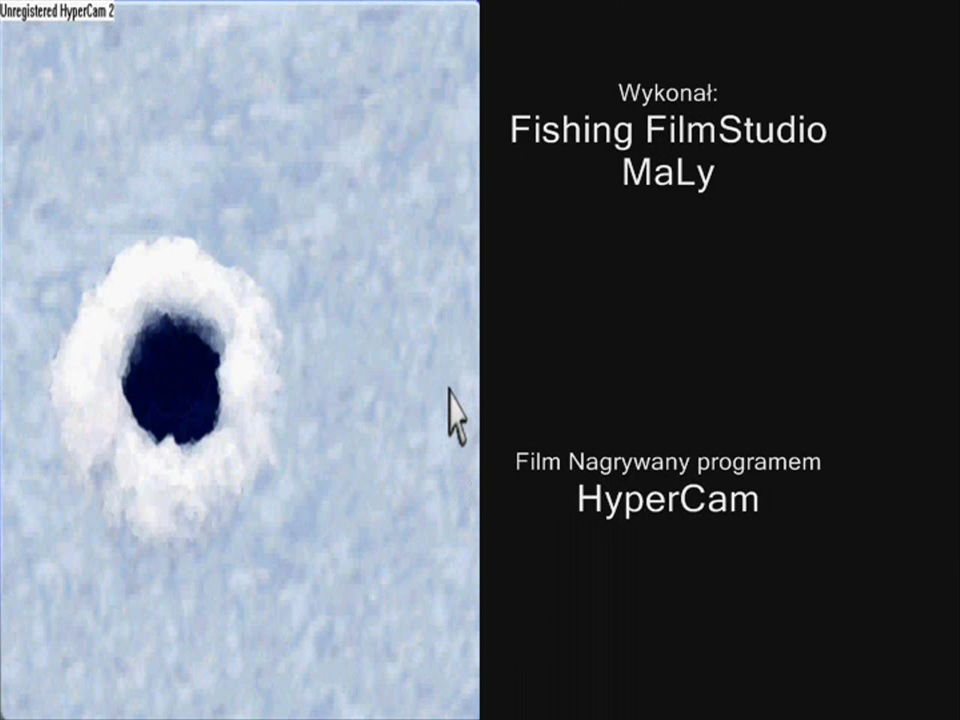 Unregistered HyperCam 2
Wykonał:
Fishing FilmStudio
MaLy
Film Nagrywany programem
HyperCam